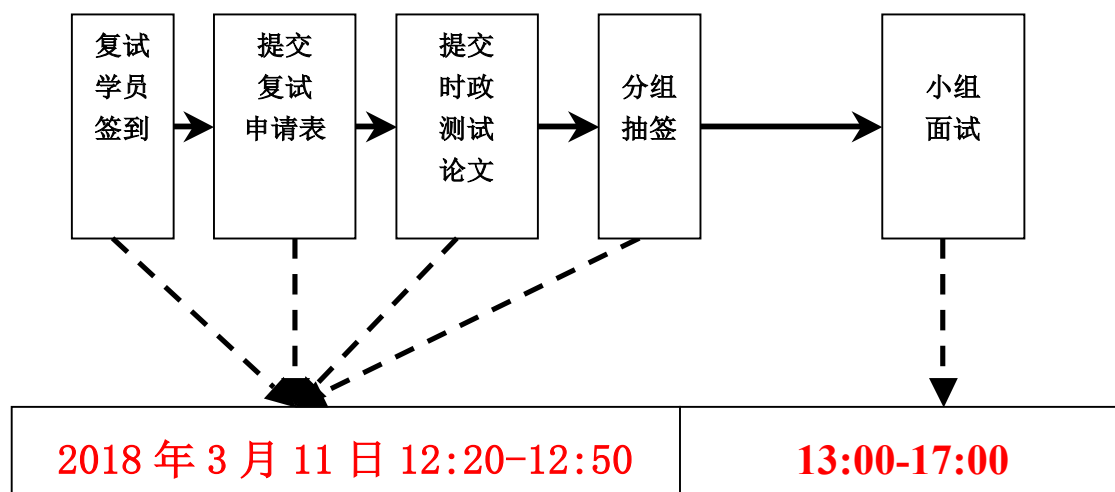 复试
学员
签到
提交
复试
申请表
提交
时政
测试
论文
分组
抽签
小组
面试
2018 年 3 月 11 日 12:20-12:50
13:00-17:00